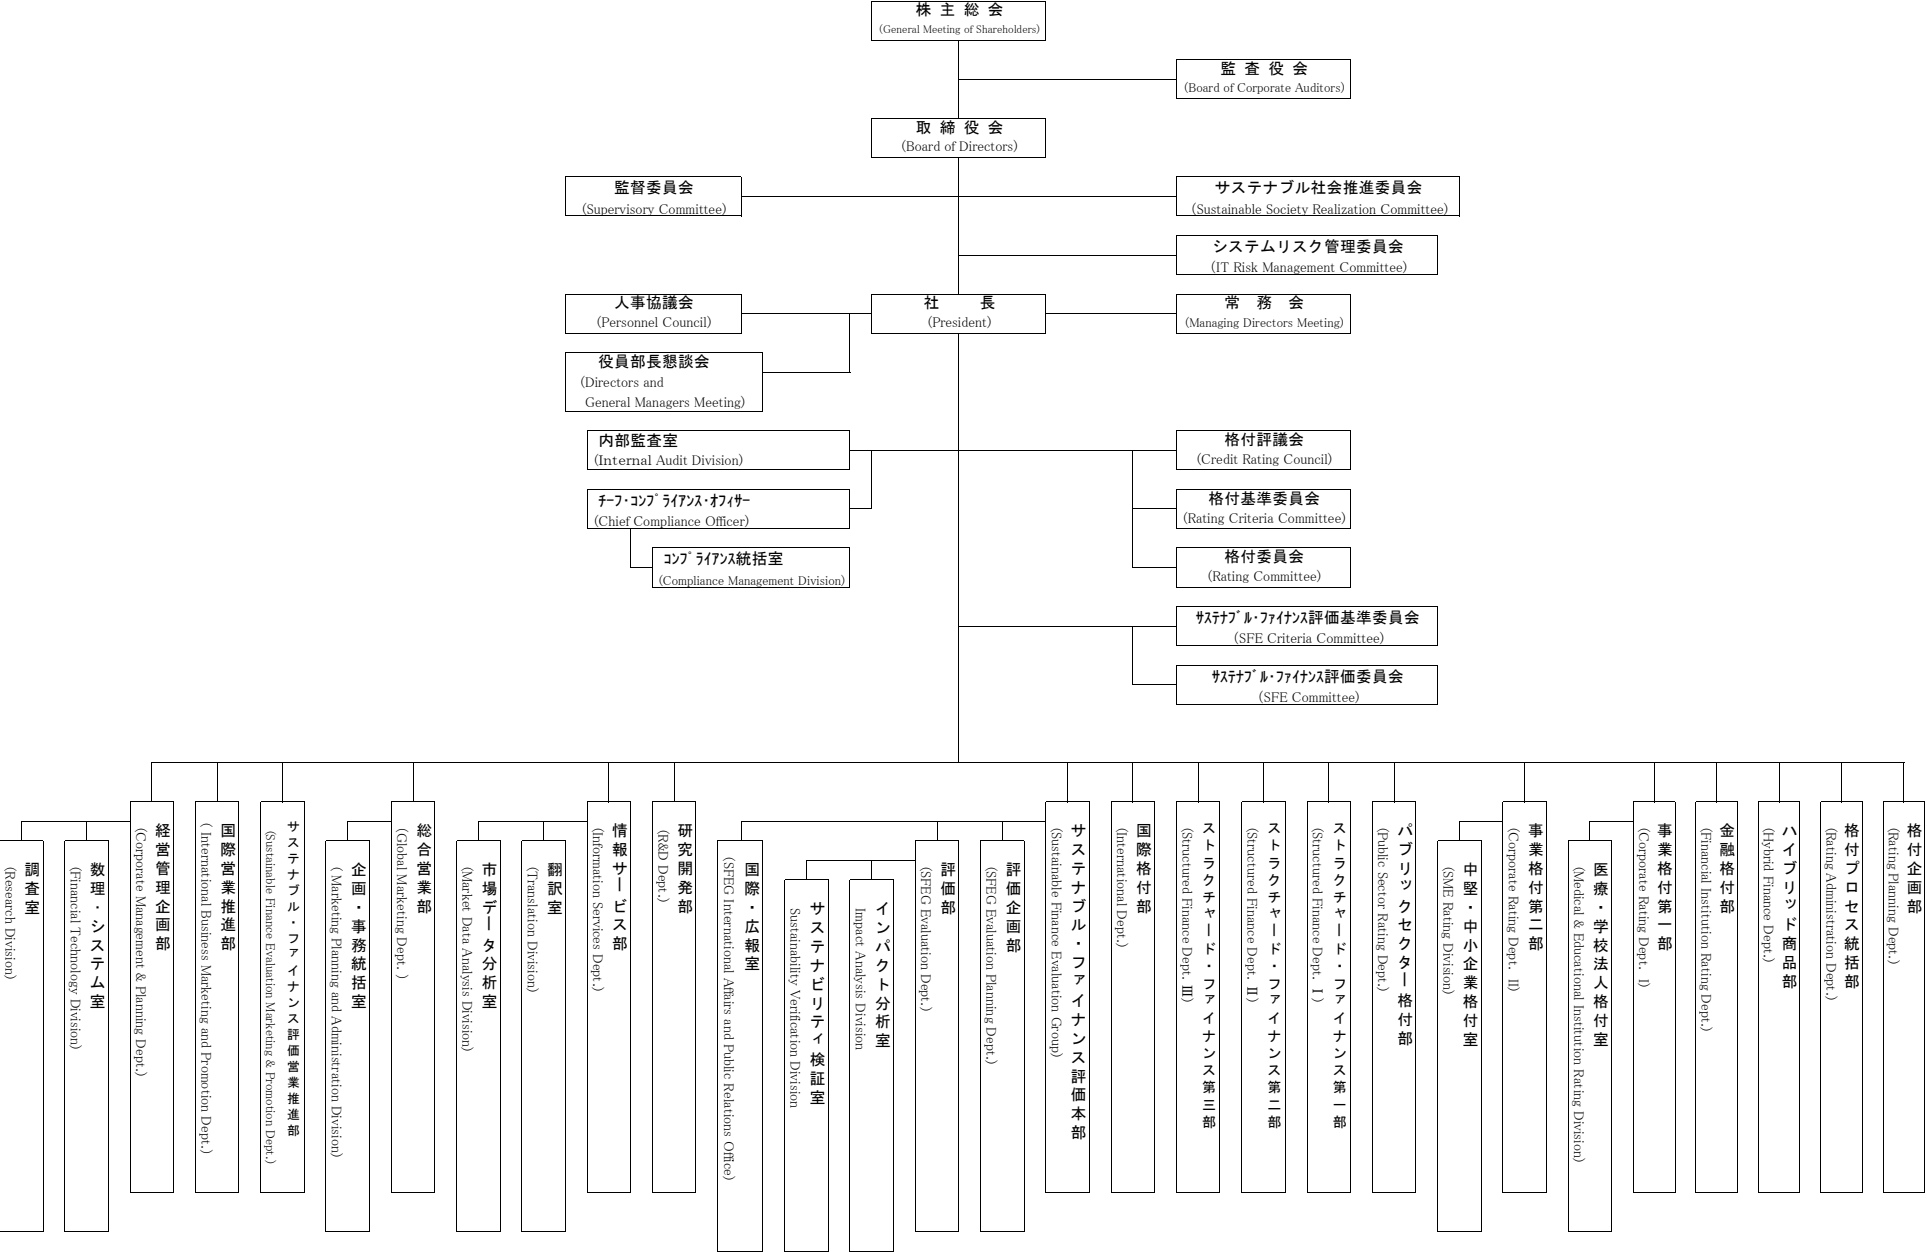 株主総会
(General Meeting of Shareholders)
監査役会
(Board of Corporate Auditors)
取締役会
(Board of Directors)
監督委員会
(Supervisory Committee)
サステナブル社会推進委員会
(Sustainable Society Realization Committee)
システムリスク管理委員会
(IT Risk Management Committee)
人事協議会
(Personnel Council)
社長
(President)
常務会
(Managing Directors Meeting)
役員部長懇談会
(Directors and
General Managers Meeting)
内部監査室
(Internal Audit Division)
格付評議会
(Credit Rating Council)
ﾁｰﾌ･ｺﾝﾌﾟﾗｲｱﾝｽ･ｵﾌｨｻｰ
(Chief Compliance Officer)
格付基準委員会
(Rating Criteria Committee)
ｺﾝﾌﾟﾗｲｱﾝｽ統括室
(Compliance Management Division)
格付委員会
(Rating Committee)
ｻｽﾃﾅﾌﾞﾙ･ﾌｧｲﾅﾝｽ評価基準委員会
(SFE Criteria Committee)
ｻｽﾃﾅﾌﾞﾙ･ﾌｧｲﾅﾝｽ評価委員会
(SFE Committee)
格付企画部
(Rating Planning Dept.)
格付プロセス統括部
(Rating Administration Dept.)
ハイブリッド商品部
(Hybrid Finance Dept.)
金融格付部
(Financial Institution Rating Dept.)
事業格付第一部
(Corporate Rating Dept. Ⅰ)
医療・学校法人格付室
(Medical & Educational Institution Rating Division)
事業格付第二部
(Corporate Rating Dept. Ⅱ)
中堅・中小企業格付室
(SME Rating Division)
パブリックセクター格付部
(Public Sector Rating Dept.)
ストラクチャード・ファイナンス第一部
(Structured Finance Dept. Ⅰ)
ストラクチャード・ファイナンス第二部
(Structured Finance Dept. Ⅱ)
ストラクチャード・ファイナンス第三部
(Structured Finance Dept. Ⅲ)
国際格付部
(International Dept.)
サステナブル・ファイナンス評価本部
(Sustainable Finance Evaluation Group)
評価企画部
(SFEG Evaluation Planning Dept.)
評価部
(SFEG Evaluation Dept.)
インパクト分析室
Impact Analysis Division
サステナビリティ検証室
Sustainability Verification Division
国際・広報室
(SFEG International Affairs and Public Relations Office)
研究開発部
(R&D Dept.)
情報サービス部
(Information Services Dept.)
翻訳室
(Translation Division)
市場データ分析室
(Market Data Analysis Division)
総合営業部
(Global Marketing Dept. )
企画・事務統括室
( Marketing Planning and Administration Division)
サステナブル・ファイナンス評価営業推進部
(Sustainable Finance Evaluation Marketing & Promotion Dept.)
国際営業推進部
( International Business Marketing and Promotion Dept.)
経営管理企画部
(Corporate Management & Planning Dept.)
数理・システム室
(Financial Technology Division)
調査室
(Research Division)